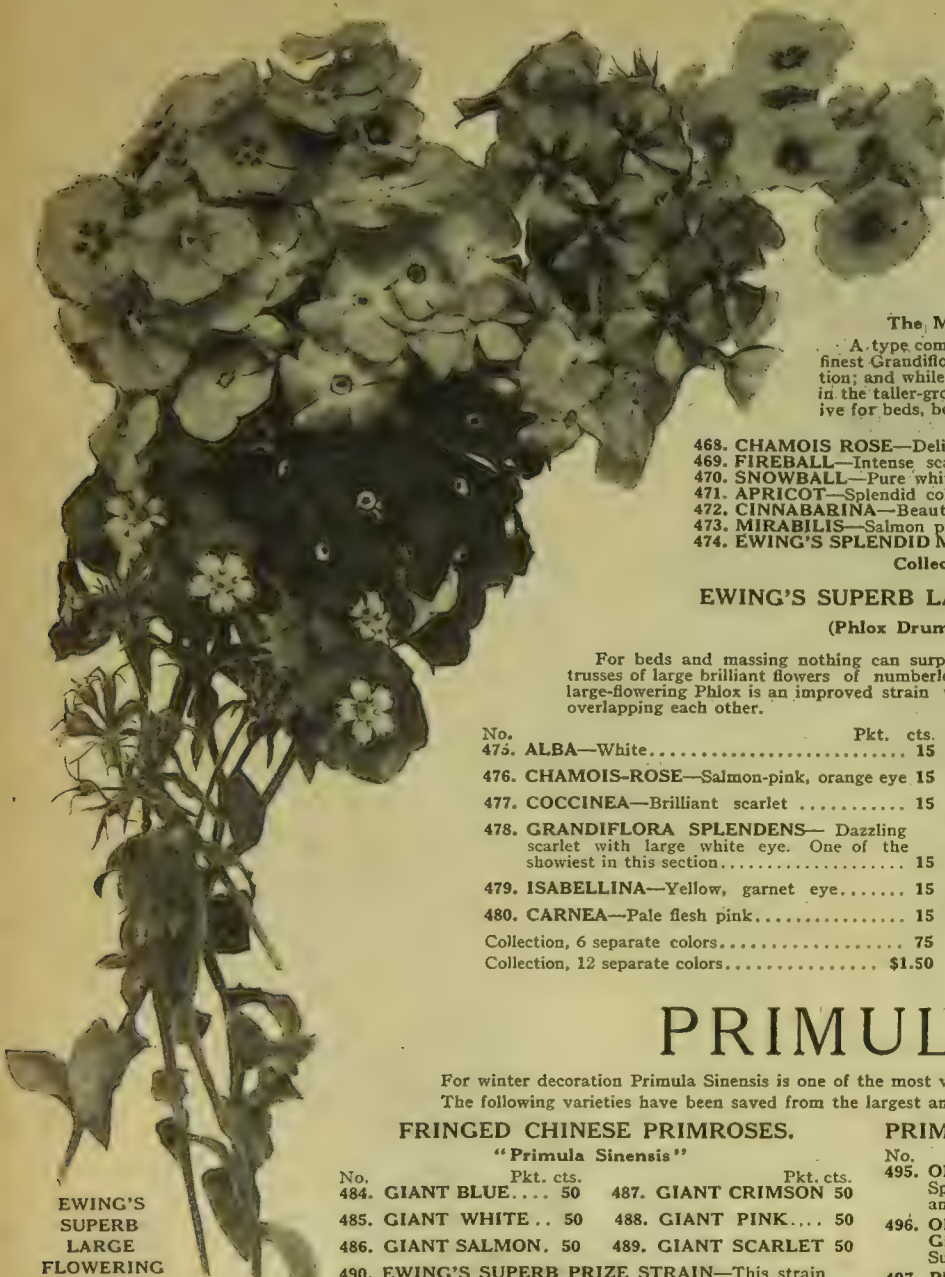 The M
A type com
finest Grandiflo
tion; and while
in the taller-gro
ive for beds, be
468. CHAMOIS ROSE—Deli
469. FIREBALL—Intense sca
470. SNOWBALL—Pure whi
471. APRICOT—Splendid co
472. CINNABARINA—Beaut
473. MIRABILIS—Salmon p
474. EWING'S SPLENDID M
Collec
EWING'S SUPERB LA
(Phlox Drum
For beds and massing nothing can surp
trusses of large brilliant flowers of numberle
large-flowering Phlox is an improved strain
overlapping each other.
No. Pkt. cts.
475. ALBA—White.......................... 15
476. CHAMOIS-ROSE—Salmon-pink, orange eye 15
477. COCCINEA—Brilliant scarlet ........... 15
478. GRANDIFLORA SPLENDENS— Dazzling
scarlet with large white eye. One of the
showiest in this section................... 15
479. ISABELLINA—Yellow, garnet eye....... 15
480. CARNEA—Pale flesh pink............... 15
Collection, 6 separate colors.................. 75
Collection, 12 separate colors............... $1.50
PRIMUL
For winter decoration Primula Sinensis is one of the most v
The following varieties have been saved from the largest an
FRINGED CHINESE PRIMROSES.
"Primula Sinensis"
No. Pkt. cts. Pkt. cts.
484. GIANT BLUE.... 50 487. GIANT CRIMSON 50
485. GIANT WHITE.. 50 488. GIANT PINK.... 50
486. GIANT SALMON. 50 489. GIANT SCARLET 50
490. EWING'S SUPERB PRIZE STRAIN—This strain
PRIM
No.
495. O
Sp
an
496. O
G
Su
497.
EWING'S
SUPERB
LARGE
FLOWERING